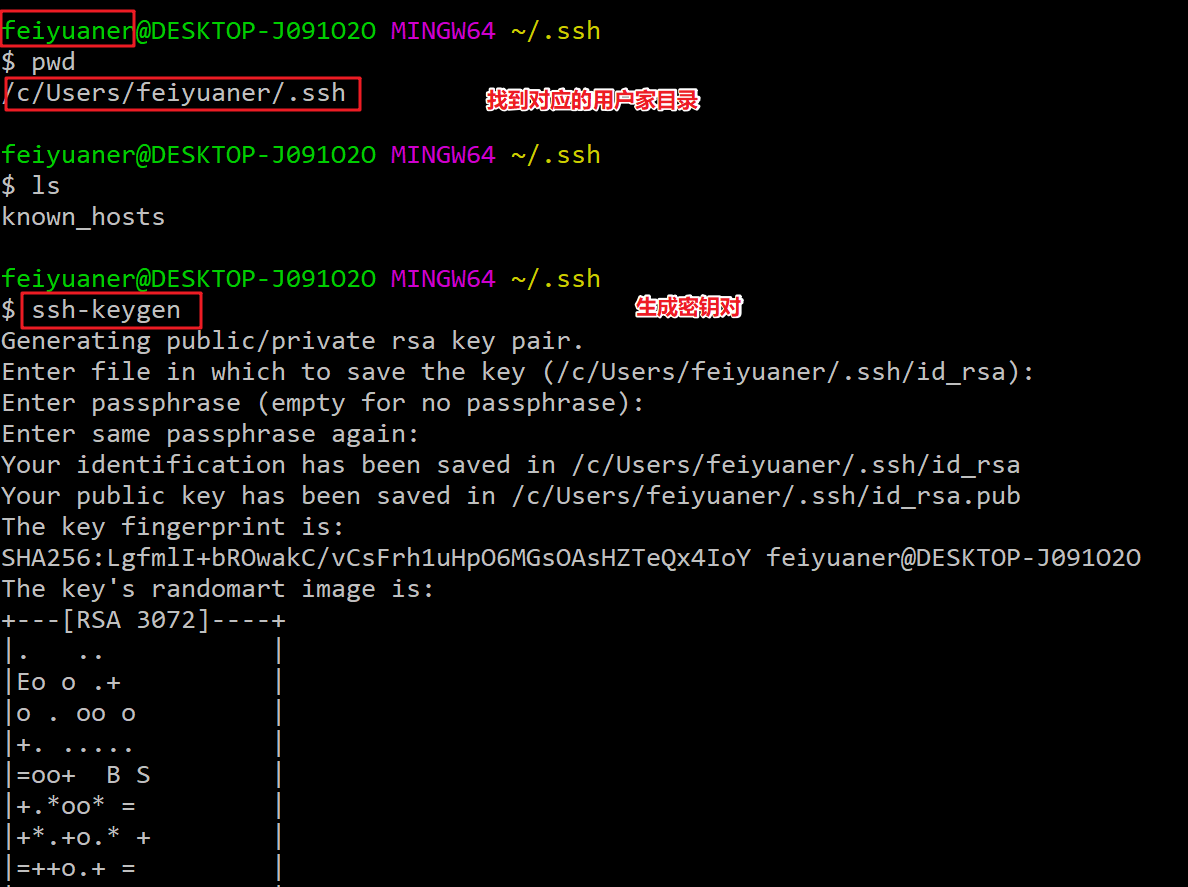 feiyuaner@DESKTOP-J091O2O MINGW64 ~/.ssh
$ pwd
/c/Users/feiyuaner/.ssh
找到对应的用户家目录
feiyuaner@DESKTOP-J091O2O MINGW64 ~/.ssh
$ ls
known_hosts
feiyuaner@DESKTOP-J091O2O MINGW64 ~/.ssh
$ ssh-keygen
生成密钥对
Generating public/private rsa key pair.
Enter file in which to save the key (/c/Users/feiyuaner/.ssh/id_rsa):
Enter passphrase (empty for no passphrase):
Enter same passphrase again:
Your identification has been saved in /c/Users/feiyuaner/.ssh/id_rsa
Your public key has been saved in /c/Users/feiyuaner/.ssh/id_rsa.pub
The key fingerprint is:
SHA256:LgfmlI+bROwakC/vCsFrh1uHpO6MGsOAsHZTeQx4IoY feiyuaner@DESKTOP-J091O2O
The key's randomart image is:
+---[RSA 3072]----+
|.   ..           |
|Eo o .+          |
|o . oo o         |
|+. .....         |
|=oo+  B S        |
|+.*oo* =         |
|+*.+o.* +        |
|=++o.+ =         |